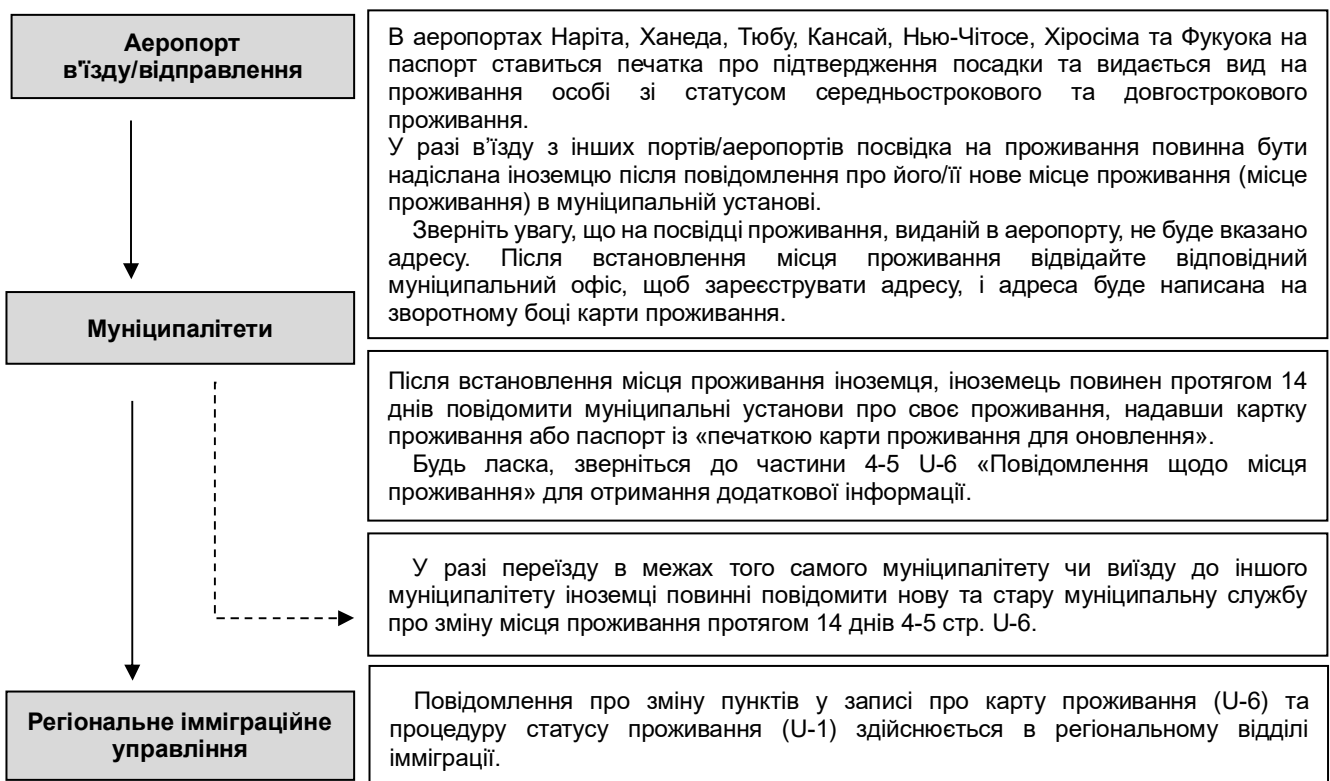 Аеропорт
в'їзду/відправлення
В аеропортах Наріта, Ханеда, Тюбу, Кансай, Нью-Чітосе, Хіросіма та Фукуока на
паспорт ставиться печатка про підтвердження посадки та видається вид на
проживання особі зі статусом середньострокового та довгострокового
проживання.
У разі в’їзду з інших портів/аеропортів посвідка на проживання повинна бути
надіслана іноземцю після повідомлення про його/її нове місце проживання (місце
проживання) в муніципальній установі.
Зверніть увагу, що на посвідці проживання, виданій в аеропорту, не буде вказано
адресу. Після встановлення місця проживання відвідайте відповідний
муніципальний офіс, щоб зареєструвати адресу, і адреса буде написана на
зворотному боці карти проживання.
Муніципалітети
Після встановлення місця проживання іноземця, іноземець повинен протягом 14
днів повідомити муніципальні установи про своє проживання, надавши картку
проживання або паспорт із «печаткою карти проживання для оновлення».
Будь ласка, зверніться до частини 4-5 U-6 «Повідомлення щодо місця
проживання» для отримання додаткової інформації.
У разі переїзду в межах того самого муніципалітету чи виїзду до іншого
муніципалітету іноземці повинні повідомити нову та стару муніципальну службу
про зміну місця проживання протягом 14 днів 4-5 стр. U-6.
Регіональне імміграційне
управління
Повідомлення про зміну пунктів у записі про карту проживання (U-6) та
процедуру статусу проживання (U-1) здійснюється в регіональному відділі
імміграції.